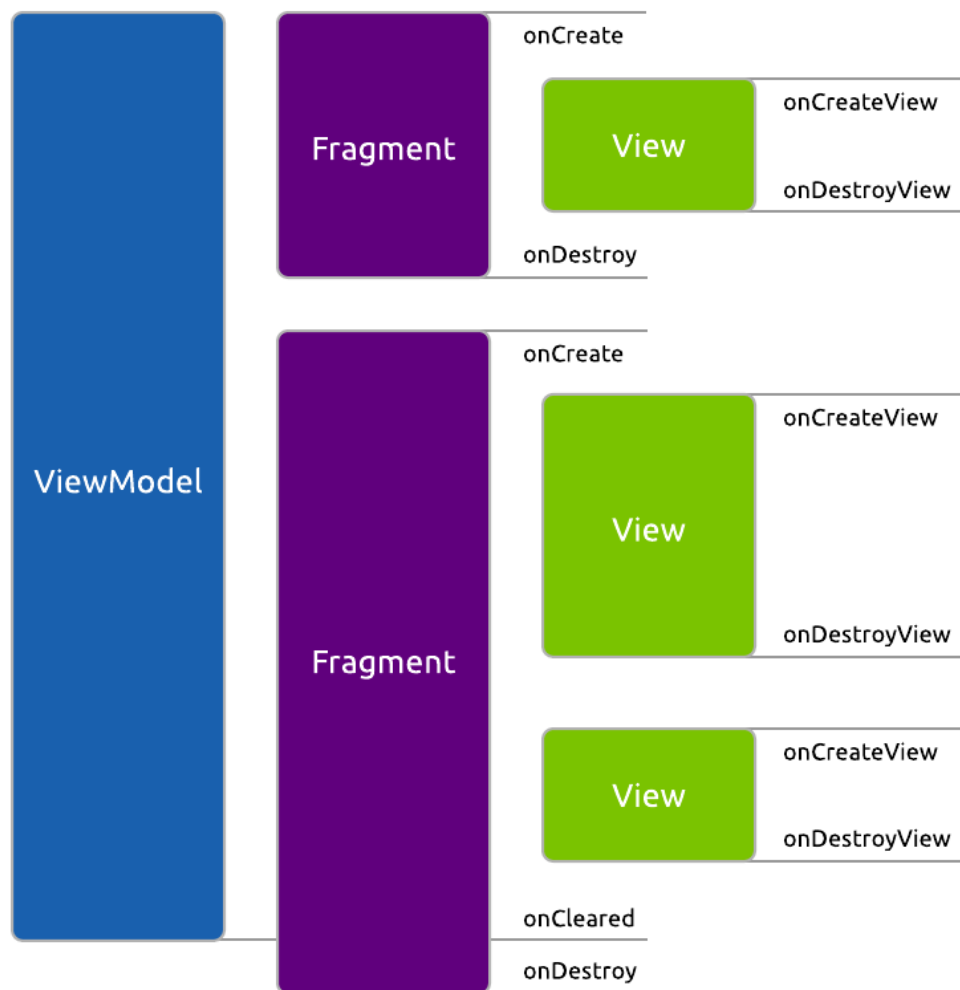 onCreate
onCreateView
Fragment
View
onDestroyView
onDestroy
onCreate
onCreateView
ViewModel
View
onDestroyView
Fragment
onCreateView
View
onDestroyView
onCleared
onDestroy